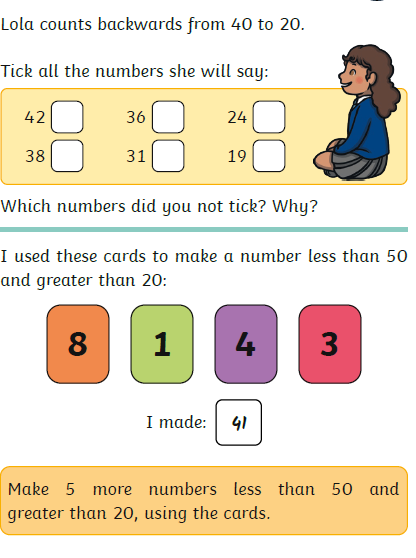 Lola counts backwards from 40 to 20.
Tick all the numbers she will say:
42 36 24
38 31 19
Which numbers did you not tick? Why?
I used these cards to make a number less than 50
and greater than 20:
8 1 4 3
I made: 41
Make 5 more numbers less than 50 and
greater than 20, using the cards.